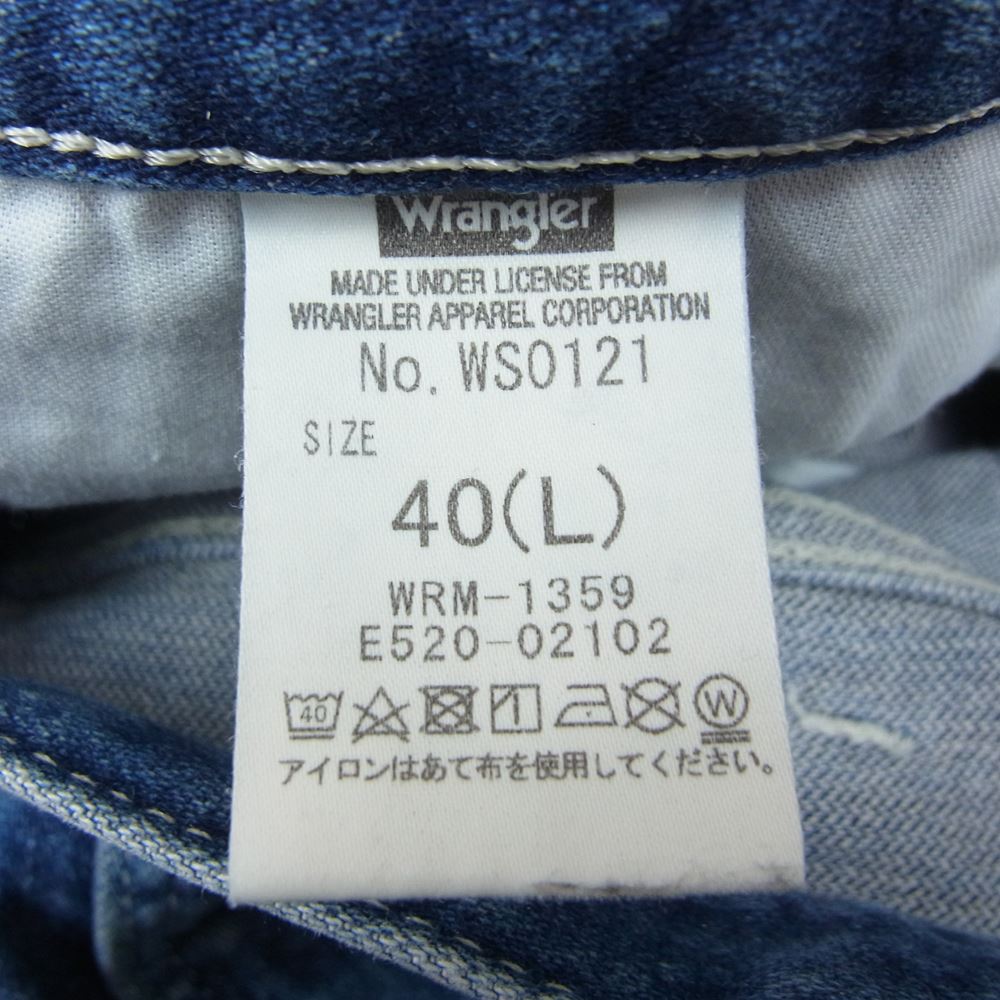 Wrangler
MADE UNDER LICENSE FROM
WRANGLER APPAREL CORPORATION
No. WS0121
SIZE
40(L)
WRM-1359
E520-02102
40 W
アイロンはあて布を使用してください。